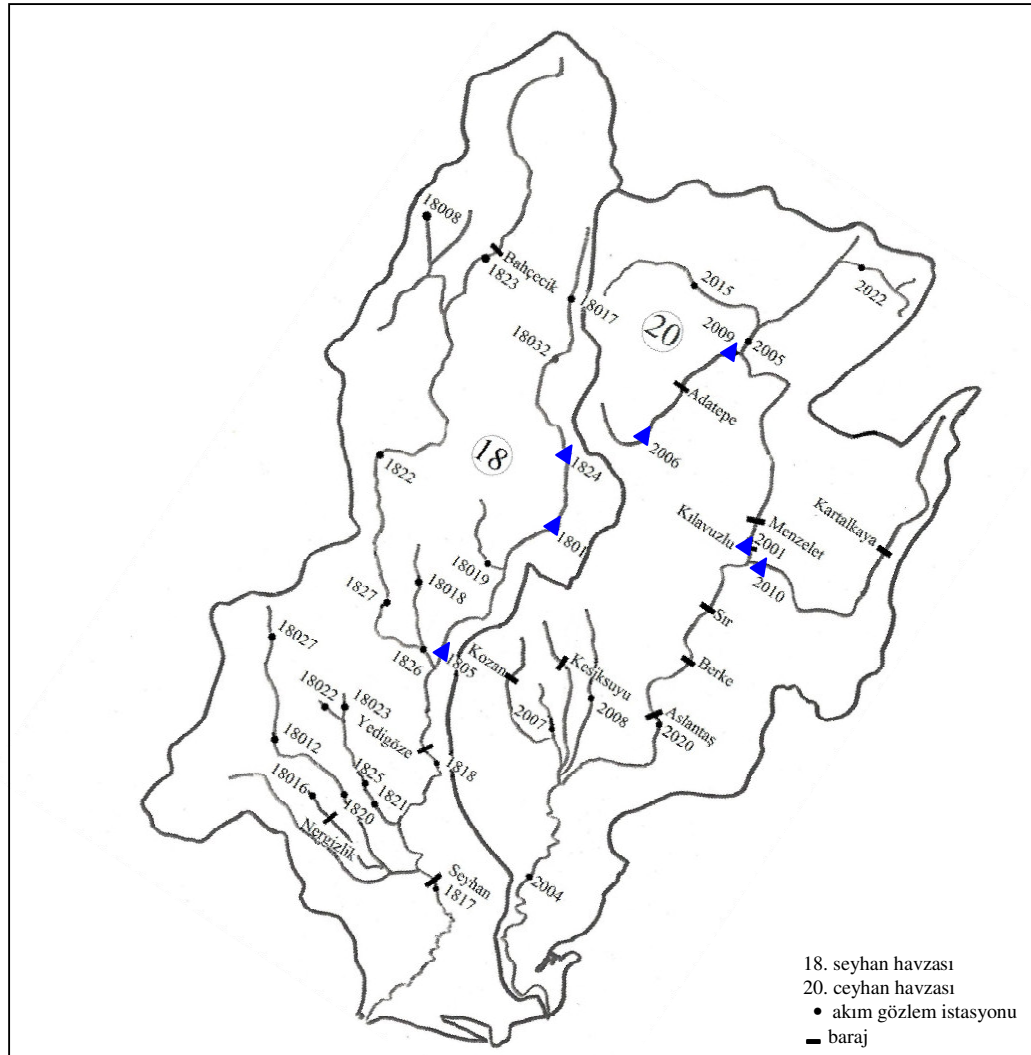 18008
Bahçecik
1823
18017
2015
2022
2009
20
2005
18032
Adatepe
18
1824
2006
1822
1801
Kartalkaya
Menzelet
Kılavuzlu
2001
2010
18019
18018
1827
Sır
18027
1826
1805
Kozan
Kesiksuyu
Berke
18022
18023
2007
2008
Aslantaş
2020
Yedigöze
18012
1818
18016
1825
1821
1820
Nergizlik
Seyhan
1817
2004
18. seyhan havzası
20. ceyhan havzası
akım gözlem istasyonu
baraj